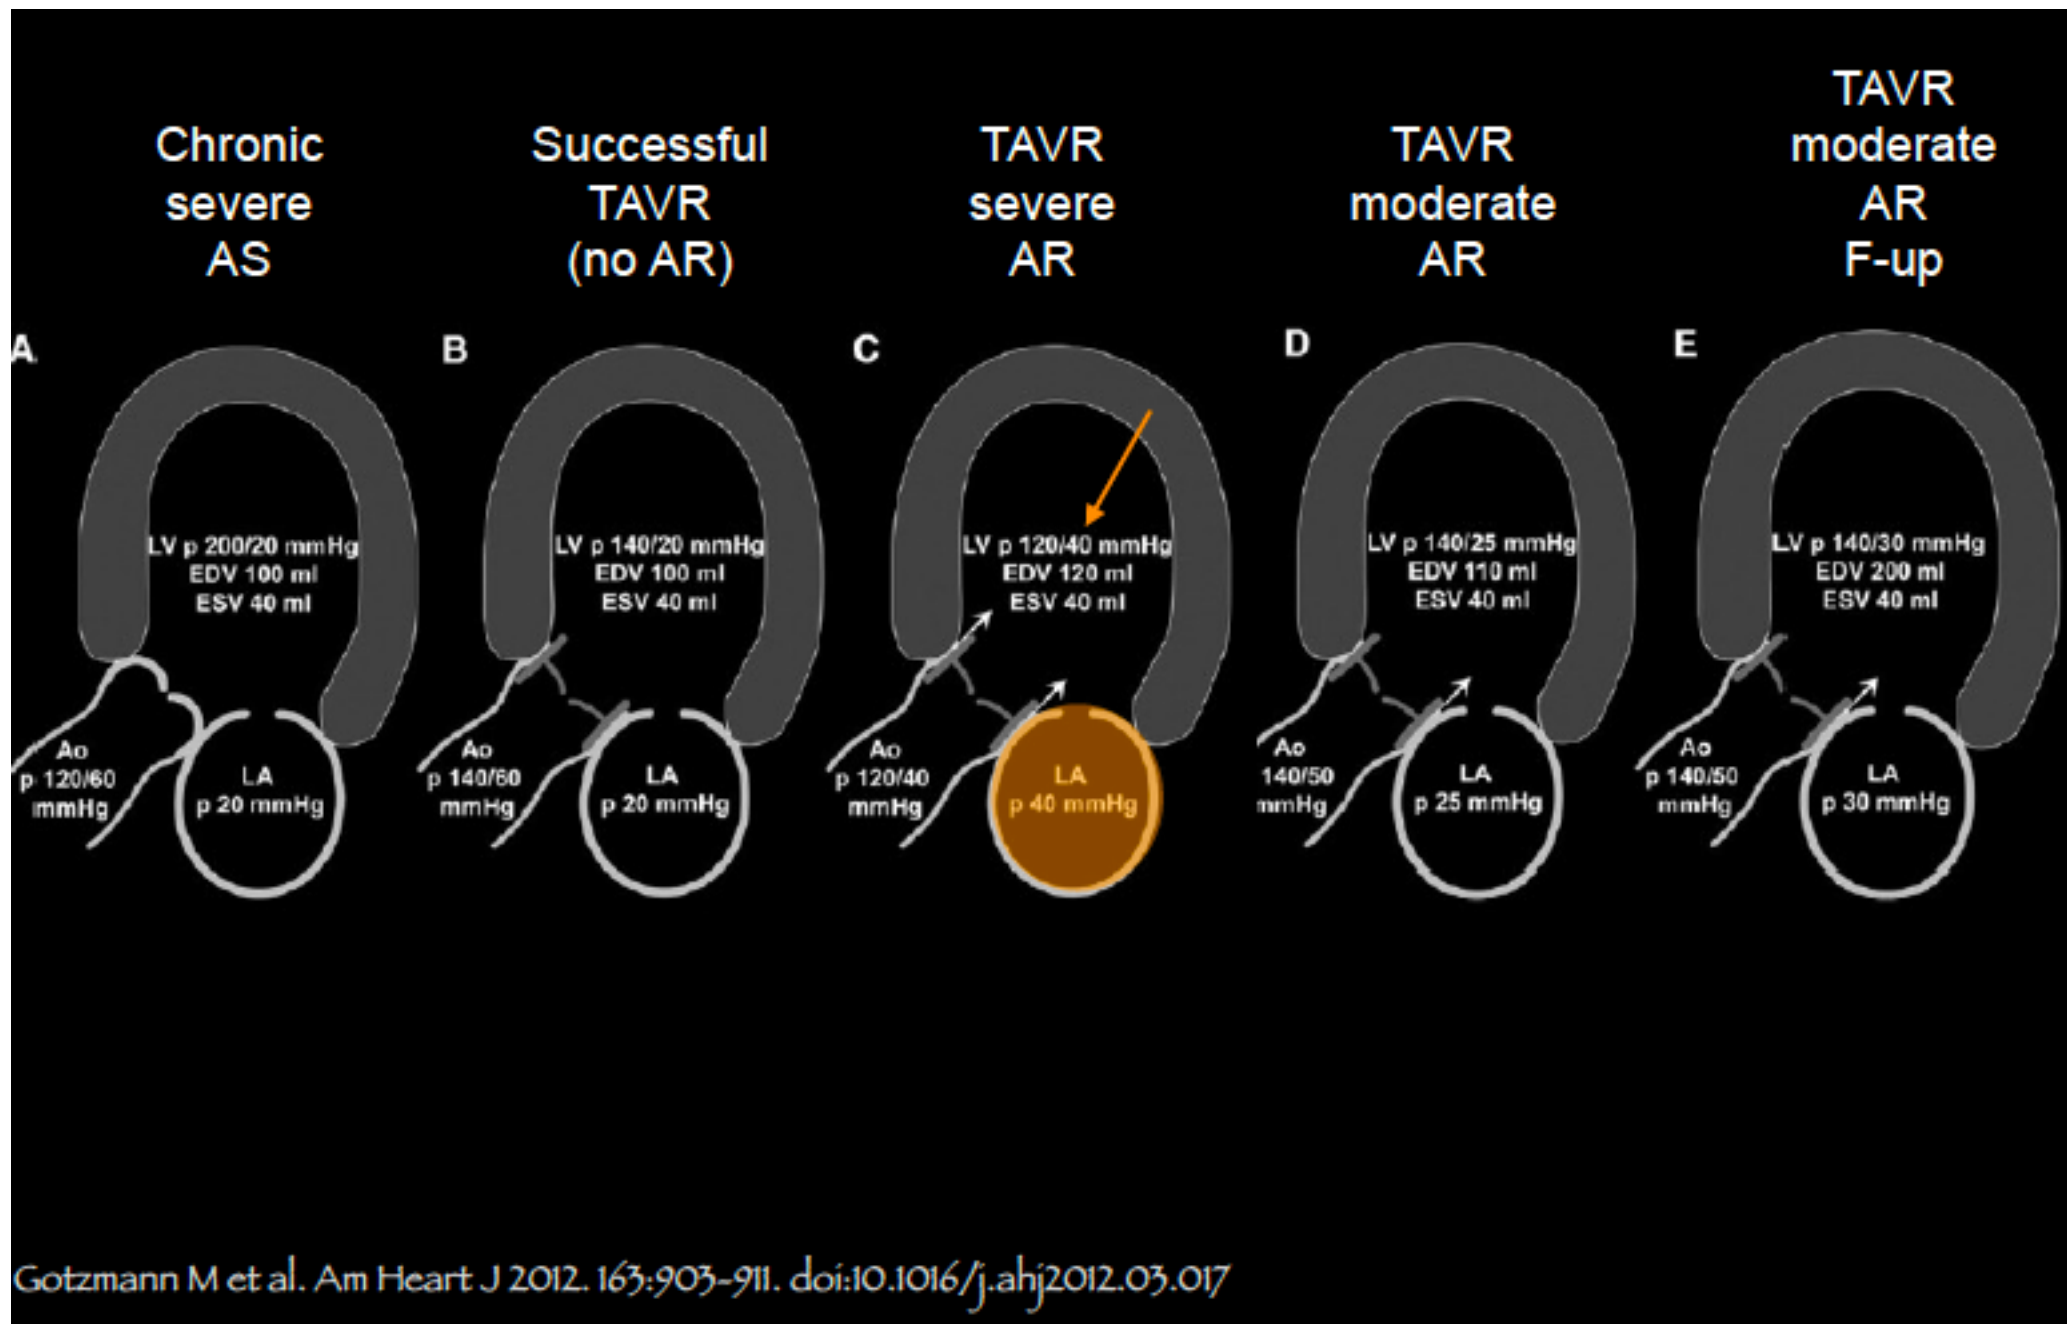 Chronic
severe
AS
Successful
TAVR
(no AR)
TAVR
severe
AR
TAVR
moderate
AR
TAVR
moderate
AR
F-up
A
LV p 200/20 mmHg
EDV 100 ml
ESV 40 ml
Ao
p 120/60
mmHg
LA
p 20 mmHg
B
LV p 140/20 mmHg
EDV 100 ml
ESV 40 ml
Ao
p 140/60
mmHg
LA
p 20 mmHg
C
LV p 120/40 mmHg
EDV 120 ml
ESV 40 ml
Ao
p 120/40
mmHg
LA
p 40 mmHg
D
LV p 140/25 mmHg
EDV 110 ml
ESV 40 ml
Ao
140/50
mmHg
LA
p 25 mmHg
E
LV p 140/30 mmHg
EDV 200 ml
ESV 40 ml
Ao
p 140/50
mmHg
LA
p 30 mmHg
Gotzmann M et al. Am Heart J 2012. 163:903-911. doi:10.1016/j.ahj2012.03.017